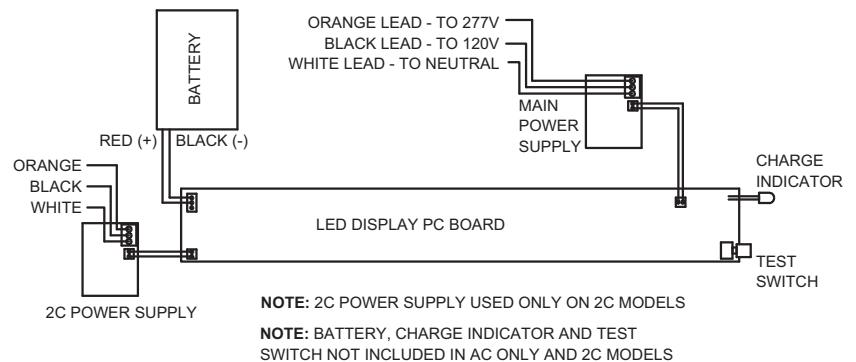 ORANGE LEAD - TO 277V
BLACK LEAD - TO 120V
WHITE LEAD - TO NEUTRAL
BATTERY
MAIN
POWER
SUPPLY
RED (+)
BLACK (-)
ORANGE
BLACK
WHITE
CHARGE
INDICATOR
LED DISPLAY PC BOARD
TEST
SWITCH
2C POWER SUPPLY
NOTE: 2C POWER SUPPLY USED ONLY ON 2C MODELS
NOTE: BATTERY, CHARGE INDICATOR AND TEST
SWITCH NOT INCLUDED IN AC ONLY AND 2C MODELS